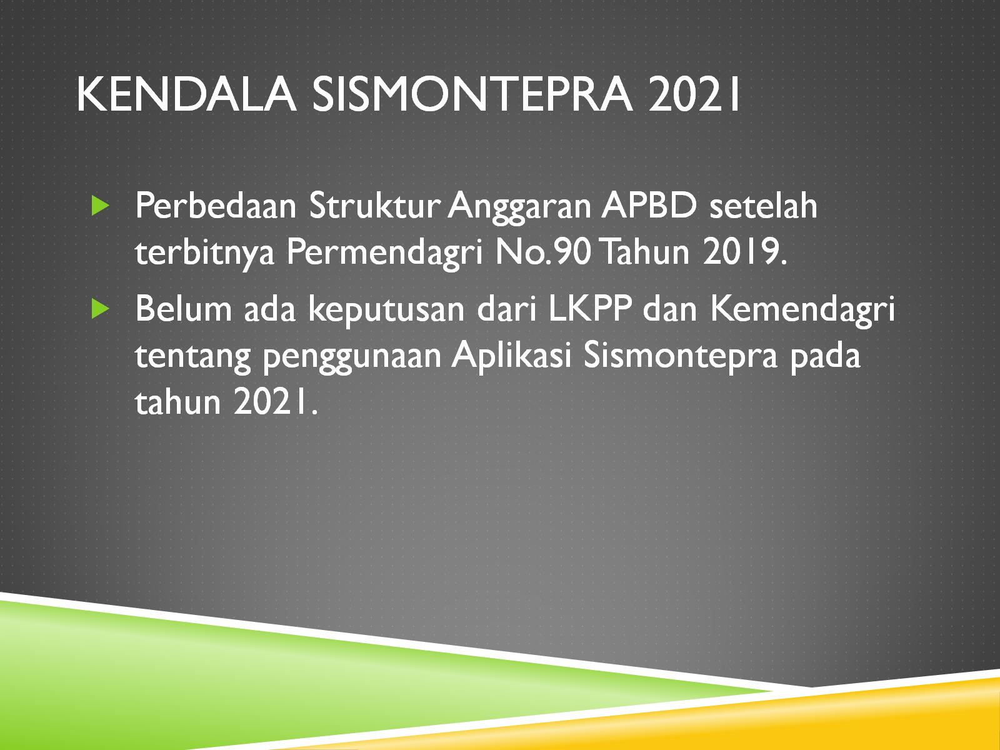 KENDALA SISMONTEPRA 2021
Perbedaan Struktur Anggaran APBD setelah
terbitnya Permendagri No.90 Tahun 2019.
Belum ada keputusan dari LKPP dan Kemendagri
tentang penggunaan Aplikasi Sismontepra pada
tahun 2021.